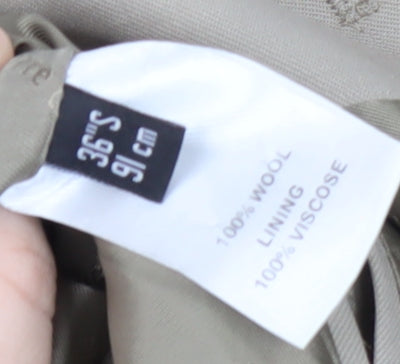 36"S
91 cm
100% WOOL
LINING
100% VISCOSE